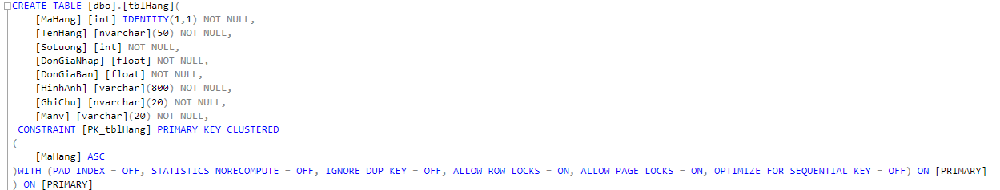 CREATE TABLE [dbo].[tblHang](
[MaHang] [int] IDENTITY(1,1) NOT NULL,
[TenHang] [nvarchar](50) NOT NULL,
[SoLuong] [int] NOT NULL,
[DonGiaNhap] [float] NOT NULL,
[DonGiaBan] [float] NOT NULL,
[HinhAnh] [varchar](800) NOT NULL,
[GhiChu] [nvarchar](20) NOT NULL,
[Manv] [varchar](20) NOT NULL,
CONSTRAINT [PK_tblHang] PRIMARY KEY CLUSTERED
(
[MaHang] ASC
)WITH (PAD_INDEX = OFF, STATISTICS_NORECOMPUTE = OFF, IGNORE_DUP_KEY = OFF, ALLOW_ROW_LOCKS = ON, ALLOW_PAGE_LOCKS = ON, OPTIMIZE_FOR_SEQUENTIAL_KEY = OFF) ON [PRIMARY]
) ON [PRIMARY]